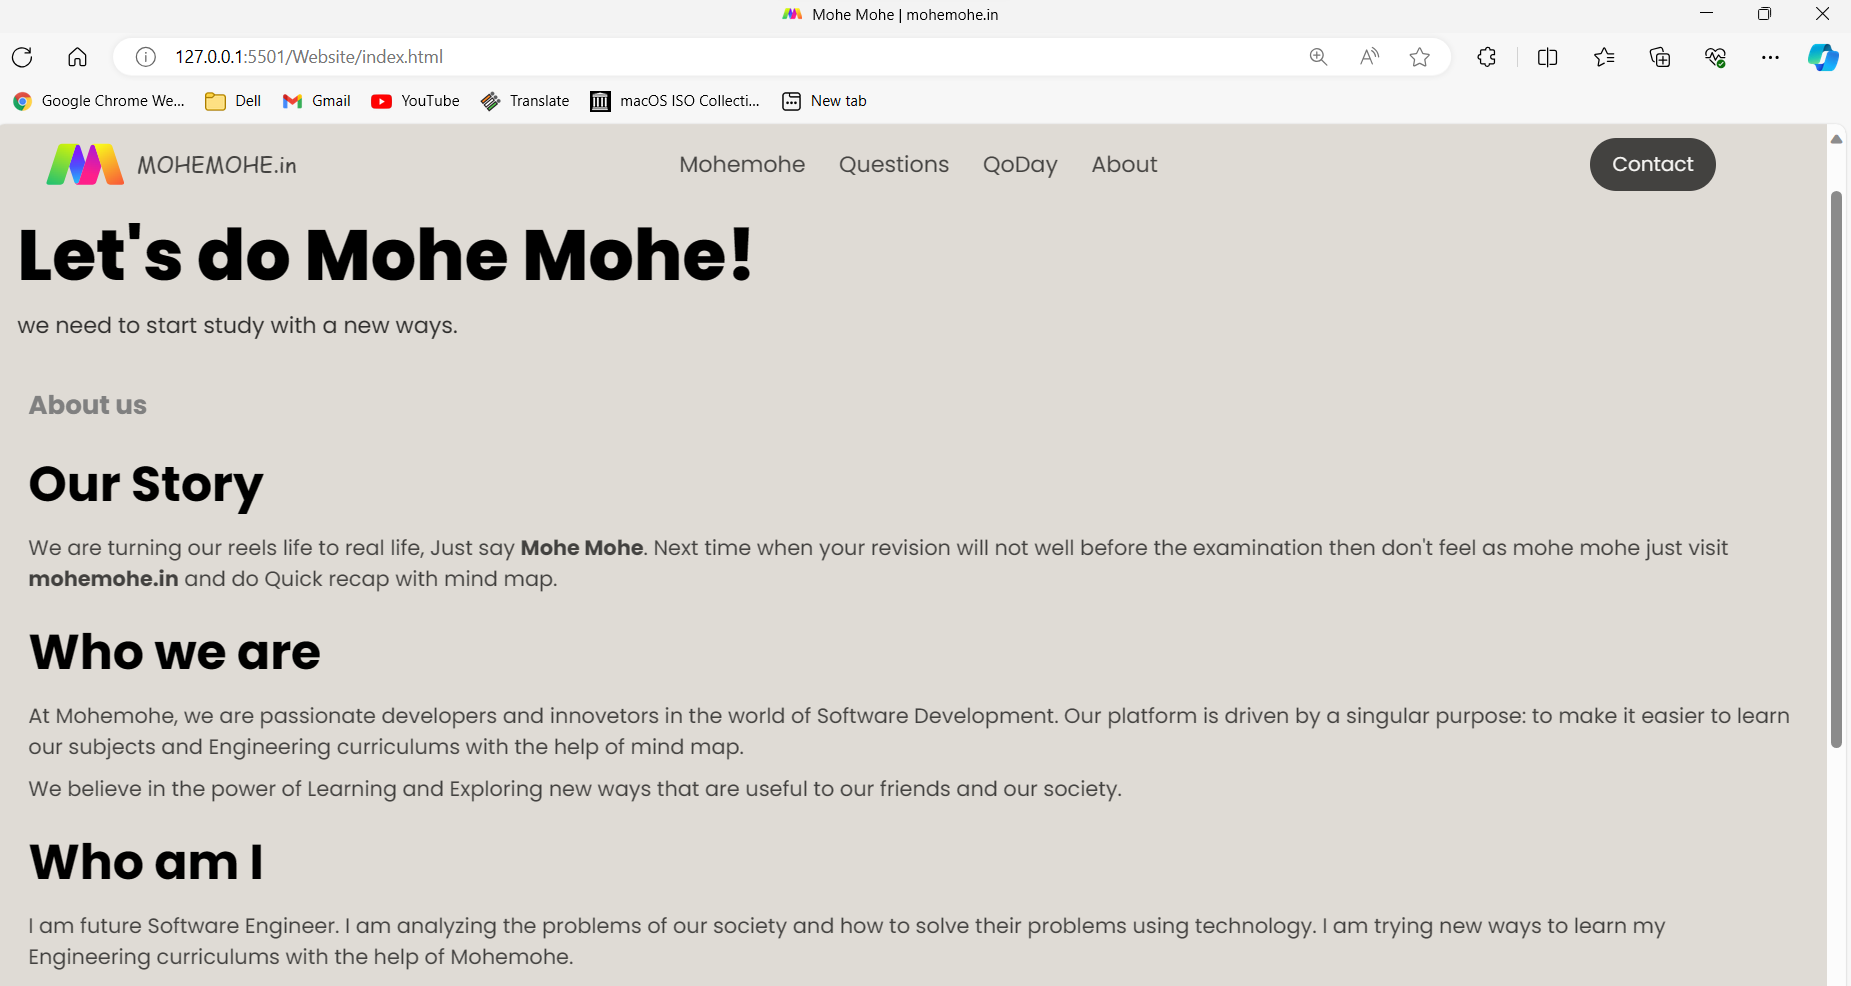 Mohe Mohe | mohemohe.in
127.0.0.1:5501/Website/index.html
Google Chrome We... Dell Gmail YouTube Translate macOS ISO Collecti... New tab
MOHEMOHE.in Mohemohe Questions QoDay About Contact
Let's do Mohe Mohe!
we need to start study with a new ways.
About us
Our Story
We are turning our reels life to real life, Just say Mohe Mohe. Next time when your revision will not well before the examination then don't feel as mohe mohe just visit
mohemohe.in and do Quick recap with mind map.
Who we are
At Mohemohe, we are passionate developers and innovetors in the world of Software Development. Our platform is driven by a singular purpose: to make it easier to learn
our subjects and Engineering curriculums with the help of mind map.
We believe in the power of Learning and Exploring new ways that are useful to our friends and our society.
Who am I
I am future Software Engineer. I am analyzing the problems of our society and how to solve their problems using technology. I am trying new ways to learn my
Engineering curriculums with the help of Mohemohe.